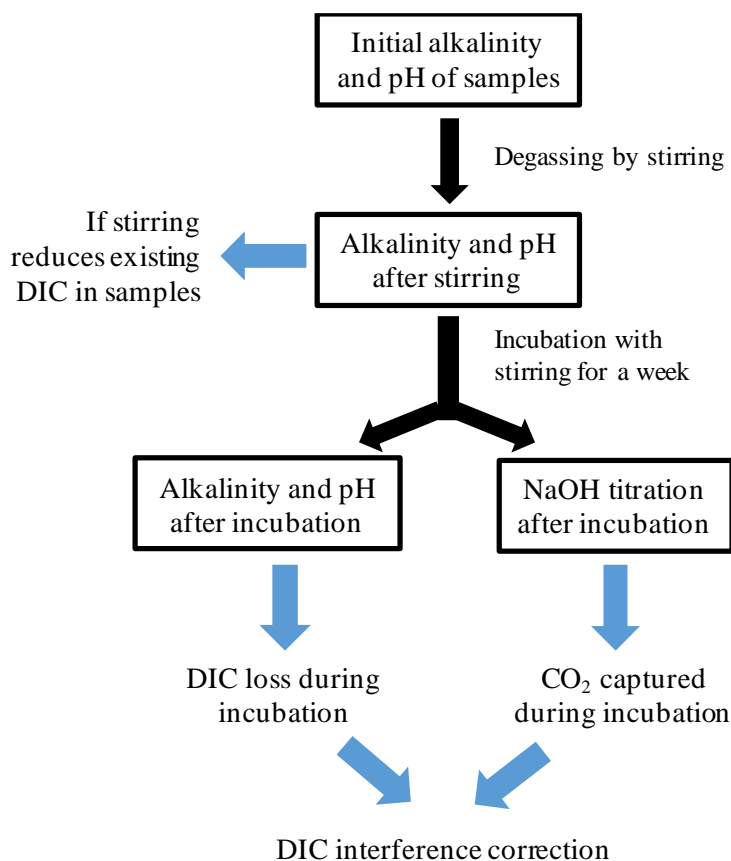 Initial alkalinity
and pH of samples
Degassing by stirring
If stirring
reduces existing
DIC in samples
Alkalinity and pH
after stirring
Incubation with
stirring for a week
Alkalinity and pH
after incubation
NaOH titration
after incubation
DIC loss during
incubation
CO₂ captured
during incubation
DIC interference correction